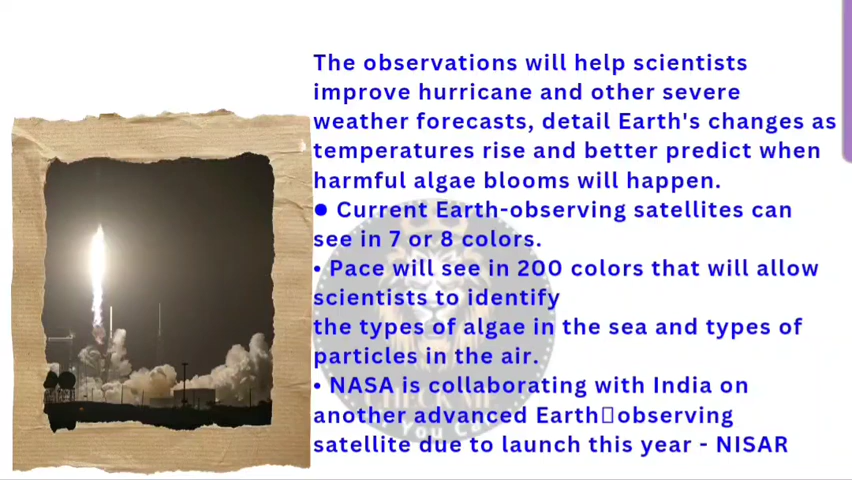 The observations will help scientists
improve hurricane and other severe
weather forecasts, detail Earth's changes as
temperatures rise and better predict when
harmful algae blooms will happen.
● Current Earth-observing satellites can
see in 7 or 8 colors.
• Pace will see in 200 colors that will allow
scientists to identify
the types of algae in the sea and types of
particles in the air.
• NASA is collaborating with India on
another advanced Earth▯observing
satellite due to launch this year - NISAR